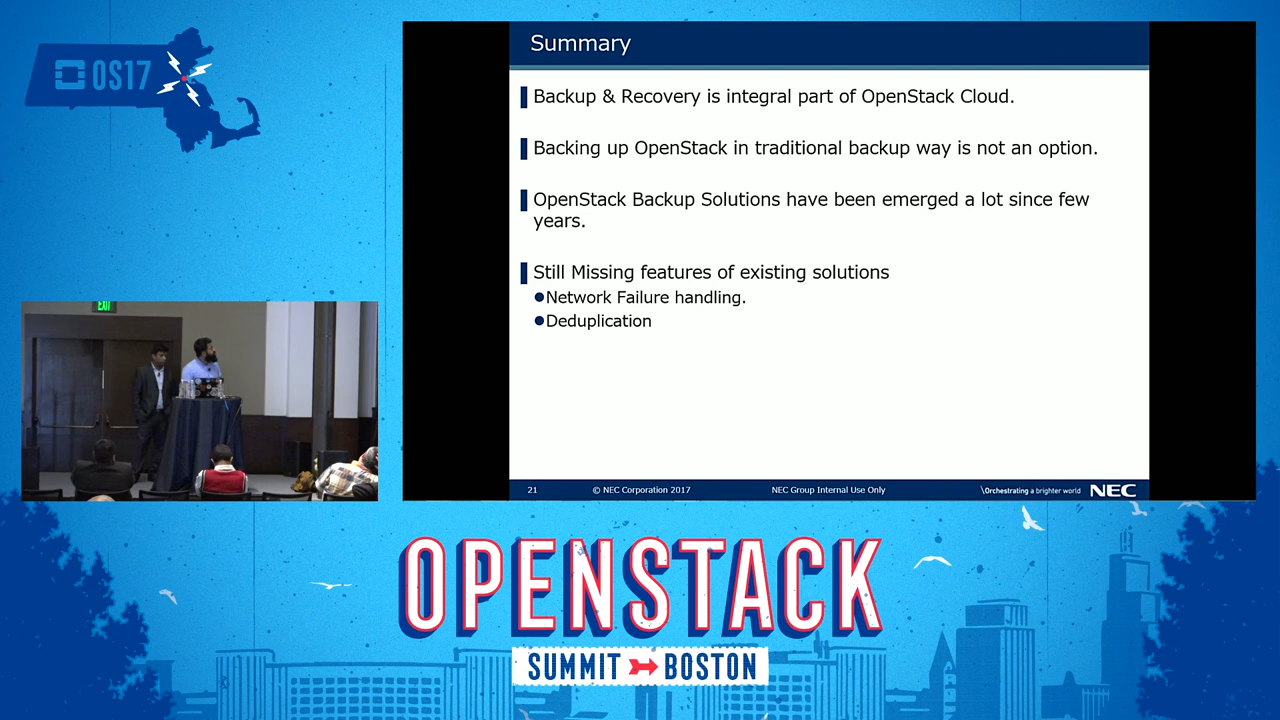 OS17
EXIT
Summary
Backup & Recovery is integral part of OpenStack Cloud.
Backing up OpenStack in traditional backup way is not an option.
OpenStack Backup Solutions have been emerged a lot since few
years.
Still Missing features of existing solutions
●Network Failure handling.
●Deduplication
21 © NEC Corporation 2017 NEC Group Internal Use Only \Orchestrating a brighter world NEC
OPENSTACK
SUMMIT BOSTON